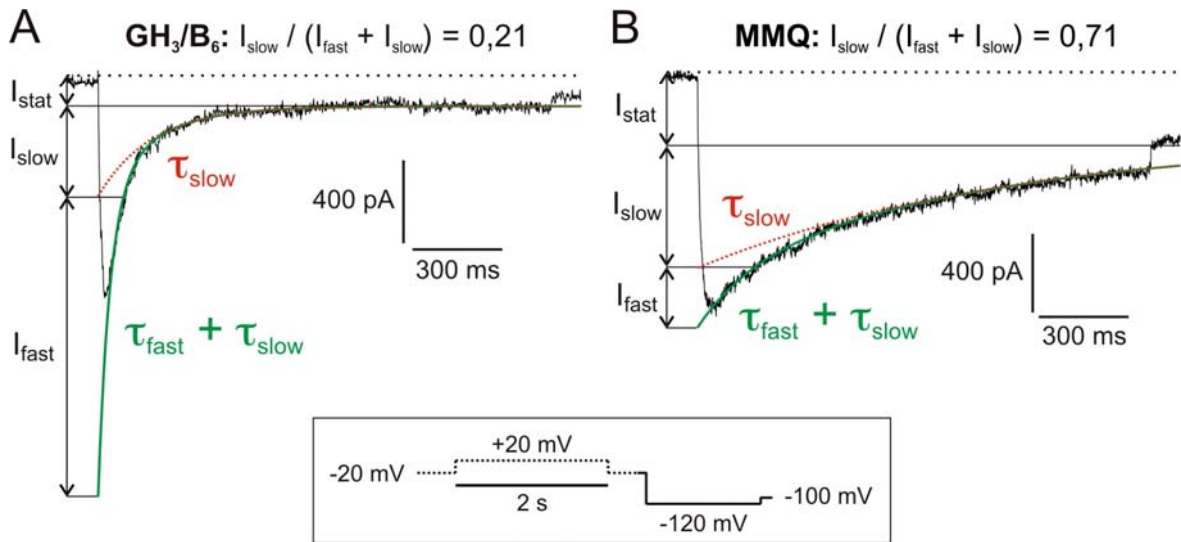 A
GH3/B6: Islow / (Ifast + Islow) = 0,21
Istat
Islow
τslow
400 pA
300 ms
Ifast
τfast + τslow
B
MMQ: Islow / (Ifast + Islow) = 0,71
Istat
Islow
τslow
Ifast
τfast + τslow
400 pA
300 ms
+20 mV
-20 mV
2 s
-100 mV
-120 mV